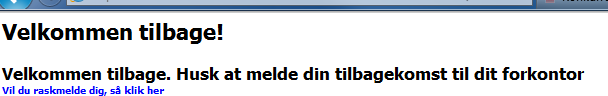 Velkommen tilbage!
Velkommen tilbage. Husk at melde din tilbagekomst til dit forkontor
Vil du raskmelde dig, så klik her